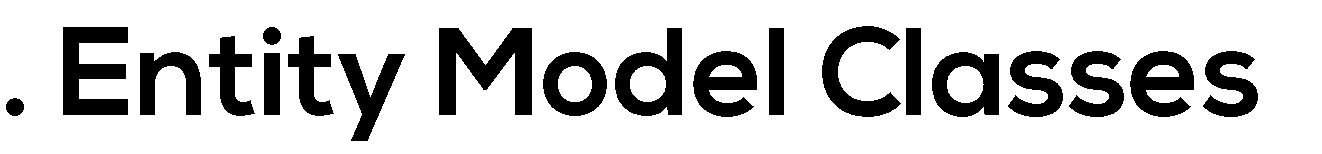 . Entity Model Classes